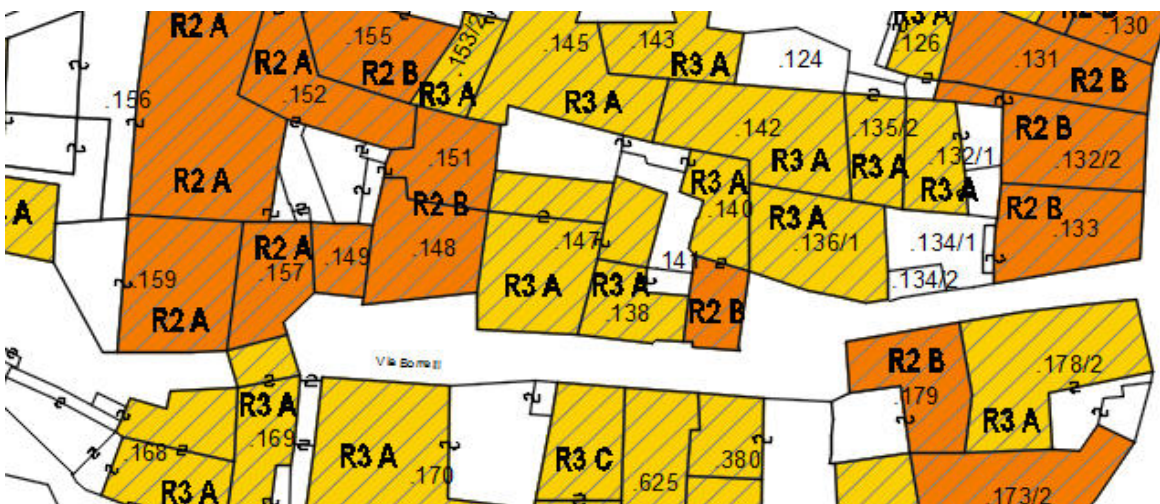 R2 A
.155
.153/2
R3 A
R2 B
.130
.145
.143
.126
R2 A
R2 B
R3 A
.124
.131
R2 B
.156
.152
R3 A
R3 A
.142
.135/2
R2 B
.151
.132/1
.132/2
R2 A
R3 A
R3 A
R3 A
R3 A
R2 B
.140
R3 A
R2 B
.133
A
R2 A
.148
.147
.136/1
.134/1
.149
.157
141
.159
.134/2
R3 A
R3 A
R2 A
.138
R2 B
Via Borrelli
R2 B
.178/2
.179
R3 A
R3 A
.169
.168
R3 A
.170
R3 C
.380
R3 A
.625
.173/2